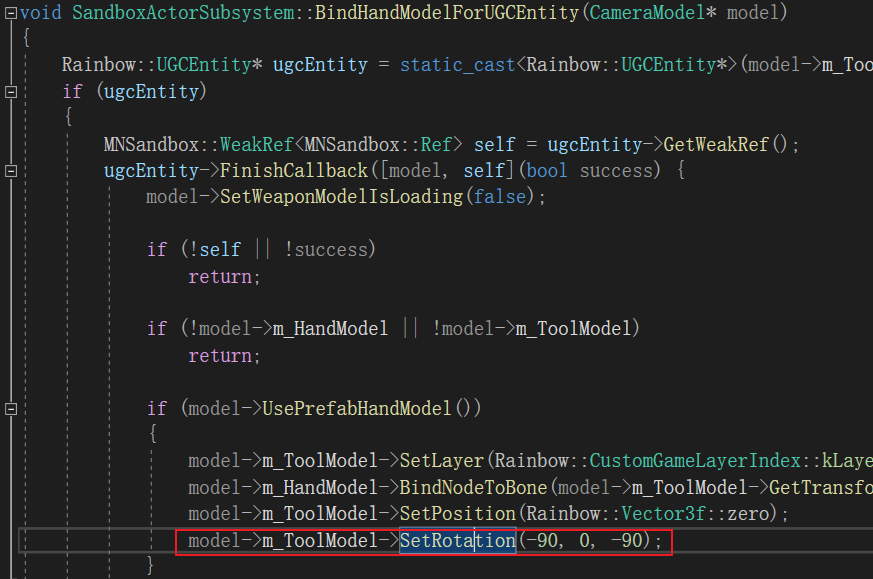 void SandboxActorSubsystem::BindHandModelForUGCEntity(CameraModel* model)
{
Rainbow::UGCEntity* ugcEntity = static_cast<Rainbow::UGCEntity*>(model->m_Too
if (ugcEntity)
{
MNSandbox::WeakRef<MNSandbox::Ref> self = ugcEntity->GetWeakRef();
ugcEntity->FinishCallback([model, self](bool success) {
model->SetWeaponModelIsLoading(false);
if (!self || !success)
return;
if (!model->m_HandModel || !model->m_ToolModel)
return;
if (model->UsePrefabHandModel())
{
model->m_ToolModel->SetLayer(Rainbow::CustomGameLayerIndex::kLaye
model->m_HandModel->BindNodeToBone(model->m_ToolModel->GetTransfo
model->m_ToolModel->SetPosition(Rainbow::Vector3f::zero);
model->m_ToolModel->SetRotation(-90, 0, -90);
}